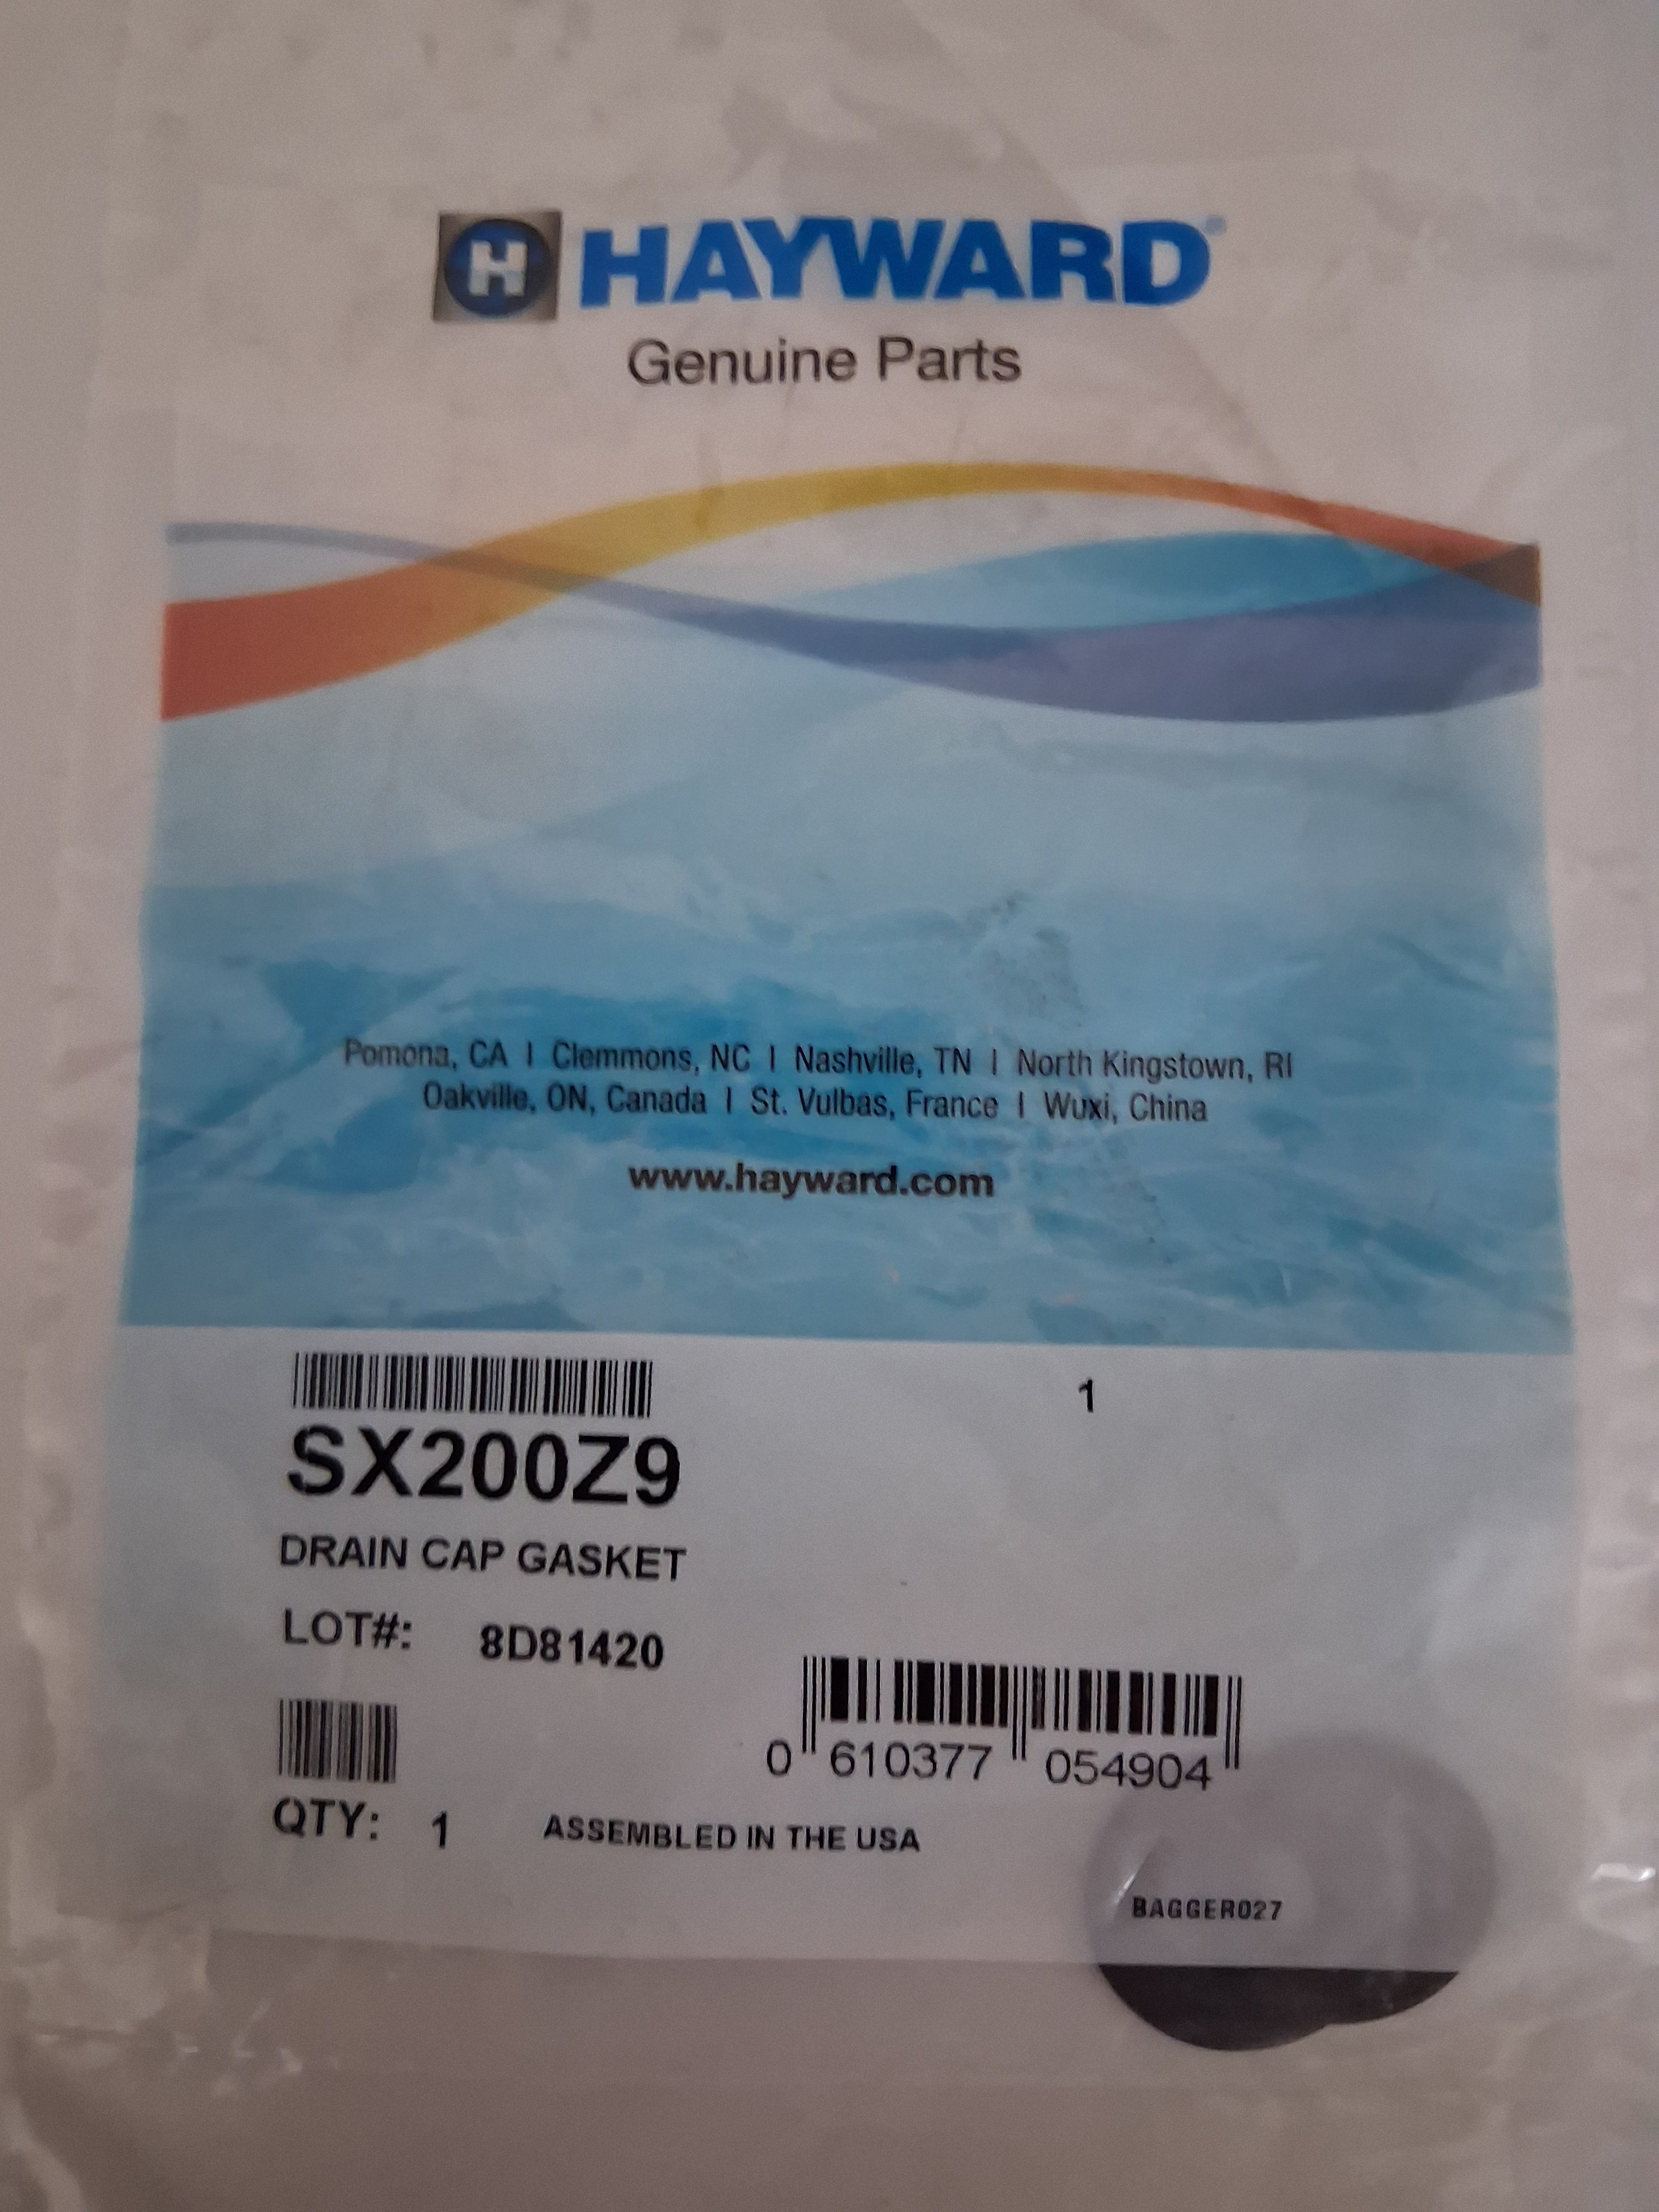 H HAYWARD®
Genuine Parts
Pomona, CA | Clemmons, NC | Nashville, TN | North Kingstown, RI
Oakville, ON, Canada | St. Vulbas, France | Wuxi, China
www.hayward.com
1
SX200Z9
DRAIN CAP GASKET
LOT#: 8D81420
0 610377 054904
QTY: 1 ASSEMBLED IN THE USA
BAGGER027